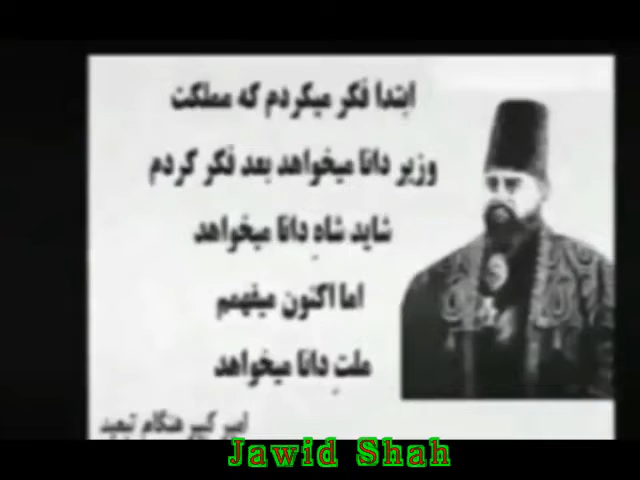 ابتدا فکر میکردم که مملکت
وزیر دانا میخواهد بعد فکر کردم
شاید شاهِ دانا میخواهد
اما اکنون میفهمم
ملتِ دانا میخواهد
امیر کبیر هنگام تبعید
Jawid Shah